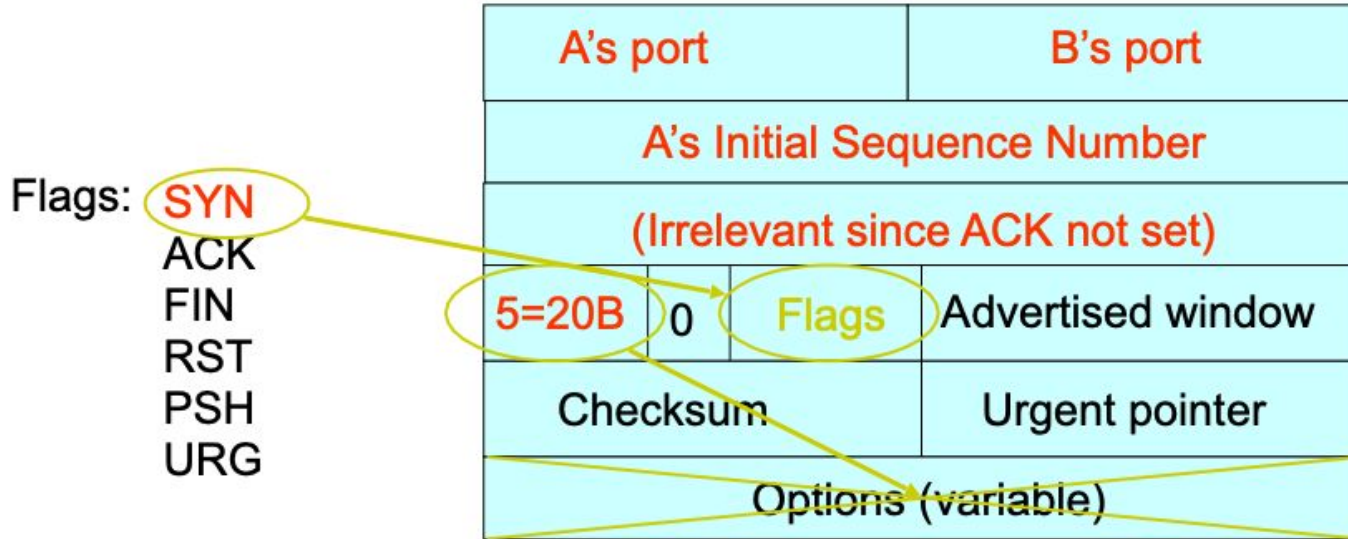 A's port
B's port
A's Initial Sequence Number
Flags: SYN
(Irrelevant since ACK not set)
ACK
FIN
RST
PSH
URG
5=20B
0
Flags
Advertised window
Checksum
Urgent pointer
Options (variable)